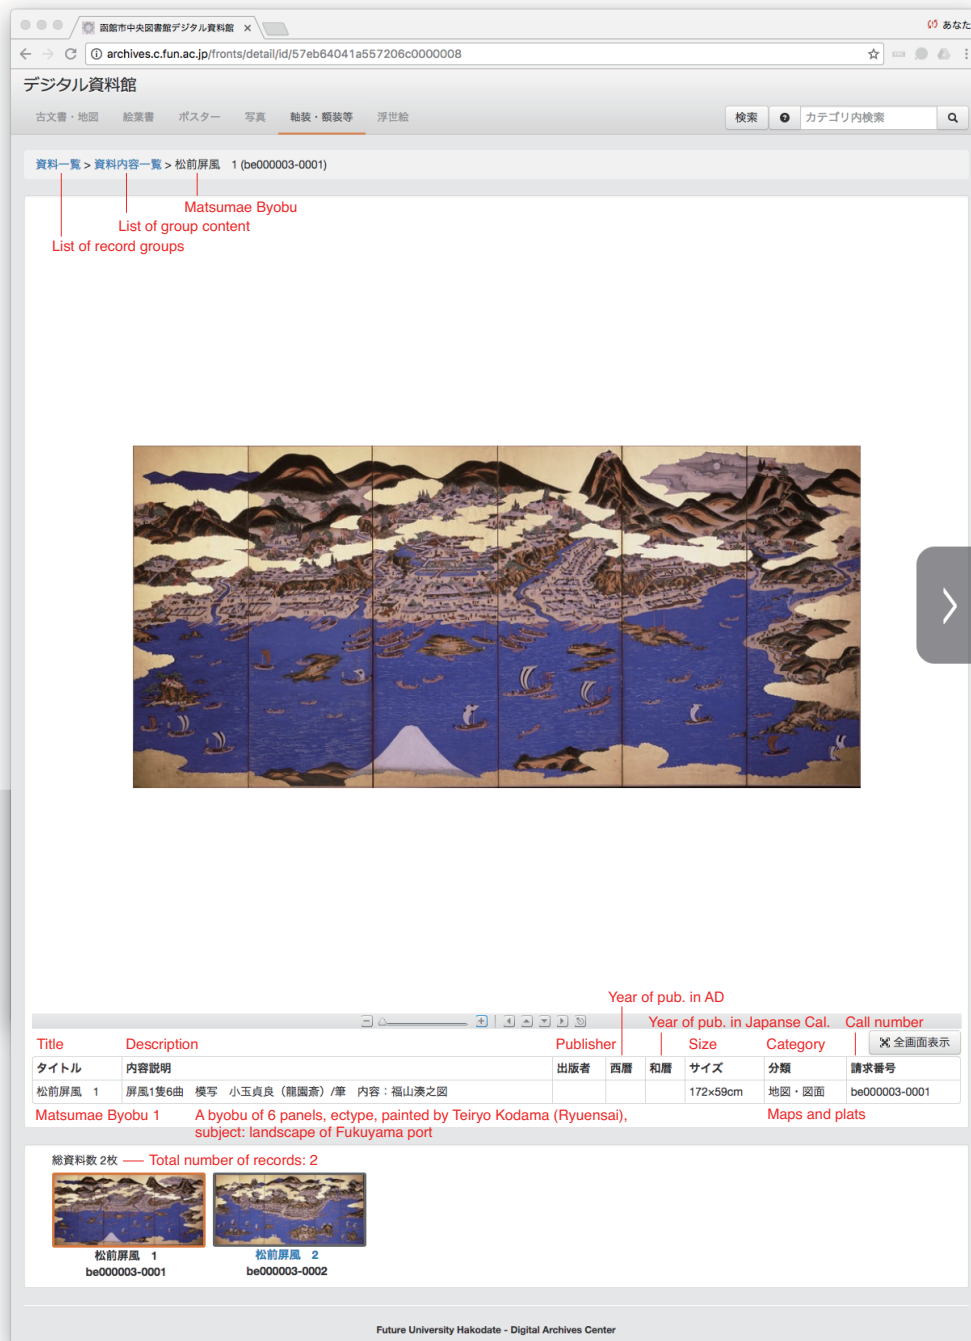 函館市中央図書館デジタル資料館 ×
あなた
archives.c.fun.ac.jp/fronts/detail/id/57eb64041a557206c0000008
デジタル資料館
古文書・地図 絵葉書 ポスター 写真 軸装・額装等 浮世絵 検索 ? カテゴリ内検索
資料一覧 > 資料内容一覧 > 松前屏風 1 (be000003-0001)
Matsumae Byobu
List of group content
List of record groups
Year of pub. in AD
Year of pub. in Japanse Cal. Call number
Title Description Publisher Size Category 全画面表示
タイトル 内容説明 出版者 西暦 和暦 サイズ 分類 請求番号
松前屏風 1 屏風1隻6曲 模写 小玉貞良（龍園斎）/筆 内容：福山湊之図 172×59cm 地図・図面 be000003-0001
Matsumae Byobu 1 A byobu of 6 panels, ectype, painted by Teiryo Kodama (Ryuensai), Maps and plats
subject: landscape of Fukuyama port
総資料数 2枚 Total number of records: 2
松前屏風 1 松前屏風 2
be000003-0001 be000003-0002
Future University Hakodate - Digital Archives Center